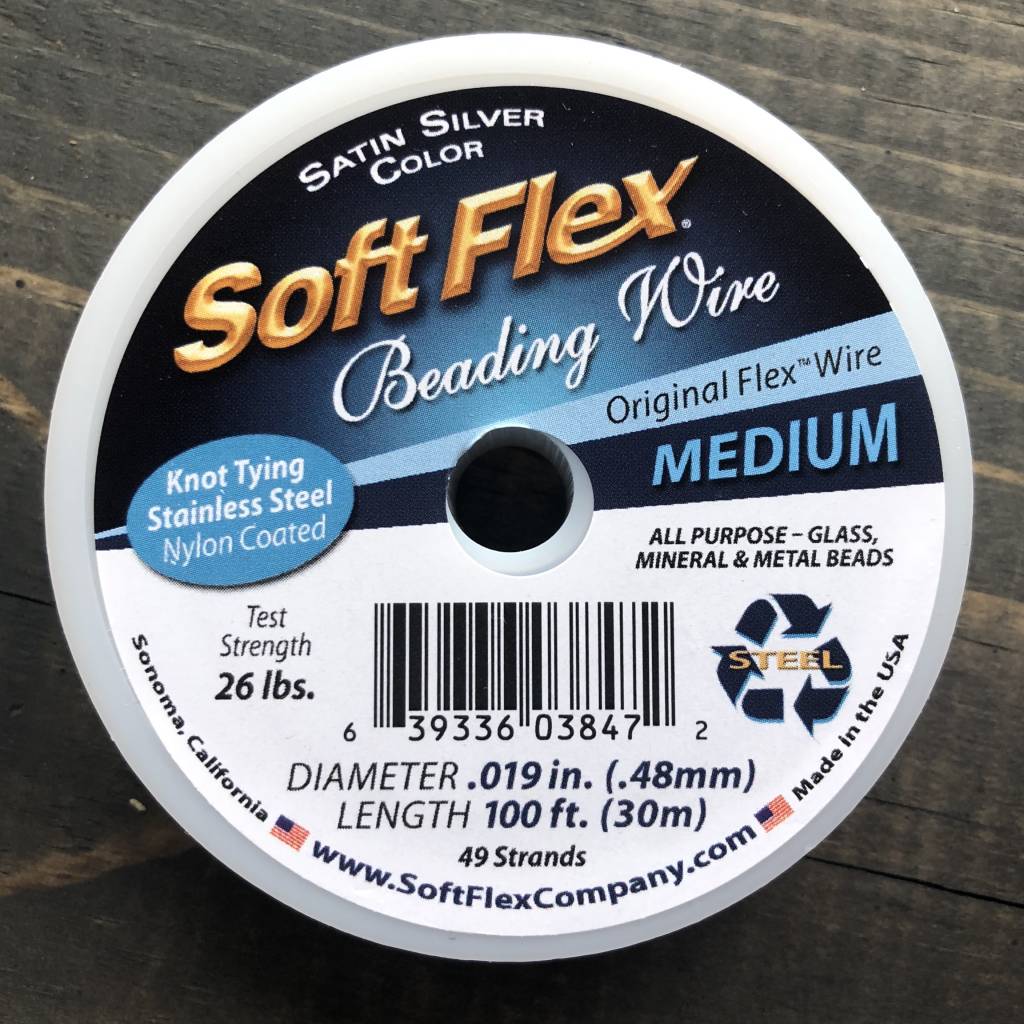 SATIN SILVER
COLOR
Soft Flex®
Beading Wire
Original Flex™ Wire
MEDIUM
Knot Tying
Stainless Steel
Nylon Coated
ALL PURPOSE – GLASS,
MINERAL & METAL BEADS
Test
Strength
26 lbs.
STEEL
6 39336 03847 2
DIAMETER .019 in. (.48mm)
LENGTH 100 ft. (30m)
49 Strands
Sonoma, California
www.SoftFlexCompany.com
Made in the USA